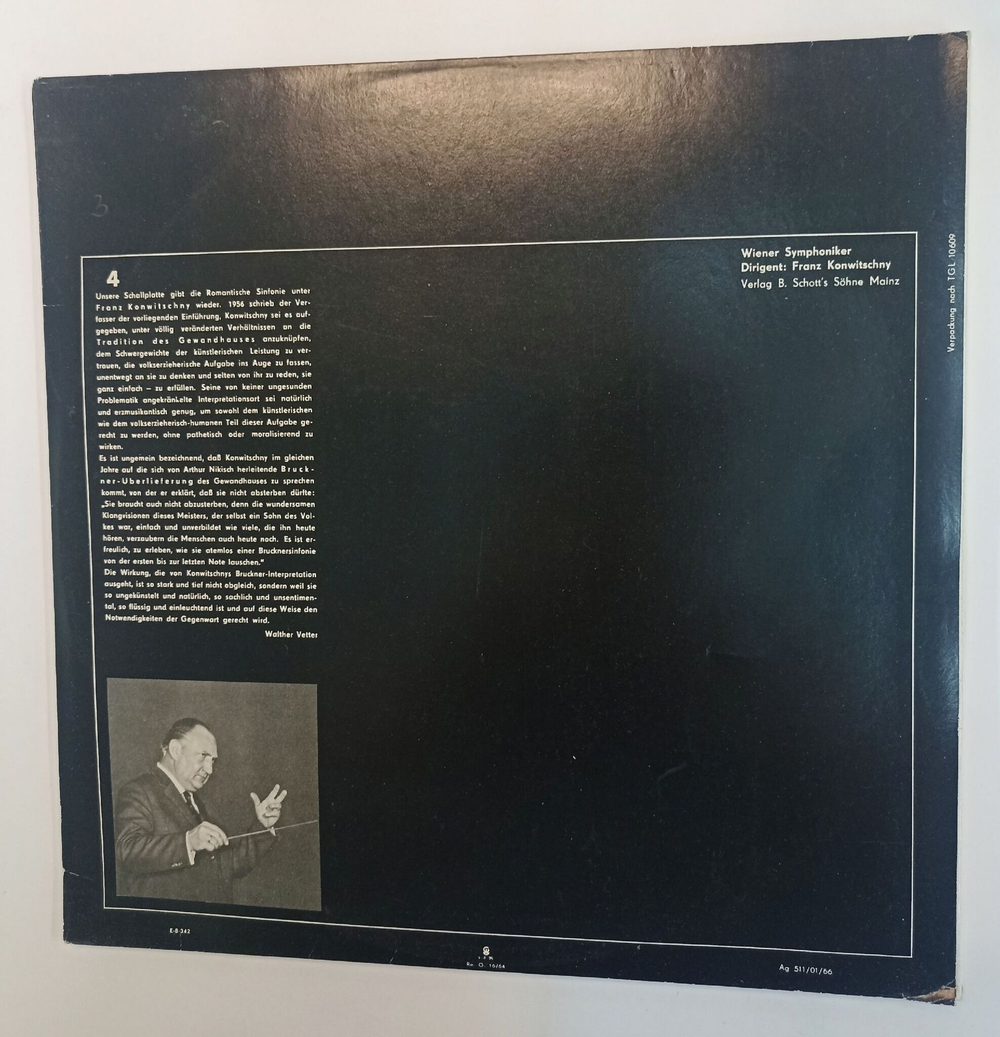 3
4
Unsere Schallplatte gibt die Romantische Sinfonie unter
Franz Konwitschny wieder. 1956 schrieb der Ver-
fasser der vorliegenden Einführung, Konwitschny sei es auf-
gegeben, unter völlig veränderten Verhältnissen an die
Tradition des Gewandhauses anzuknüpfen,
dem Schwergewichte der künstlerischen Leistung zu ver-
trauen, die volkserzieherische Aufgabe ins Auge zu fassen,
unentwegt an sie zu denken und selten von ihr zu reden, sie
ganz einfach – zu erfüllen. Seine von keiner ungesunden
Problematik angekränkelte Interpretationsart sei natürlich
und erzmusikantisch genug, um sowohl dem künstlerischen
wie dem volkserzieherisch-humanen Teil dieser Aufgabe ge-
recht zu werden, ohne pathetisch oder moralisierend zu
wirken.
Es ist ungemein bezeichnend, daß Konwitschny im gleichen
Jahre auf die sich von Arthur Nikisch herleitende Bruck-
ner-Uberlieferung des Gewandhauses zu sprechen
kommt, von der er erklärt, daß sie nicht absterben dürfte:
„Sie braucht auch nicht abzusterben, denn die wundersamen
Klangvisionen dieses Meisters, der selbst ein Sohn des Vol-
kes war, einfach und unverbildet wie viele, die ihn heute
hören, verzaubern die Menschen auch heute noch. Es ist er-
freulich, zu erleben, wie sie atemlos einer Brucknersinfonie
von der ersten bis zur letzten Note lauschen."
Die Wirkung, die von Konwitschnys Bruckner-Interpretation
ausgeht, ist so stark und tief nicht obgleich, sondern weil sie
so ungekünstelt und natürlich, so sachlich und unsentimen-
tal, so flüssig und einleuchtend ist und auf diese Weise den
Notwendigkeiten der Gegenwart gerecht wird.
Walther Vetter
Wiener Symphoniker
Dirigent: Franz Konwitschny
Verlag B. Schott's Söhne Mainz
Verpackung nach TGL 10609
E-8-342
16/64
Ag 511/01/66